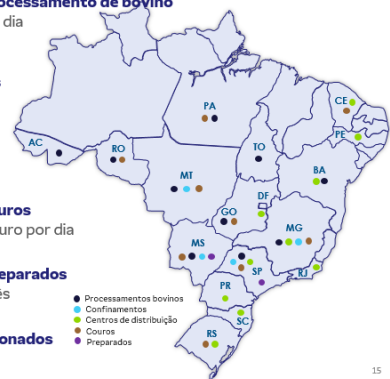 ocessamento de bovino
dia
s
uros
uro por dia
eparados
ês
onados
PA
CE
PE
AC
RO
TO
MT
BA
DF
GO
MG
MS
SP
RJ
PR
SC
RS
Processamentos bovinos
Confinamentos
Centros de distribuição
Couros
Preparados
15